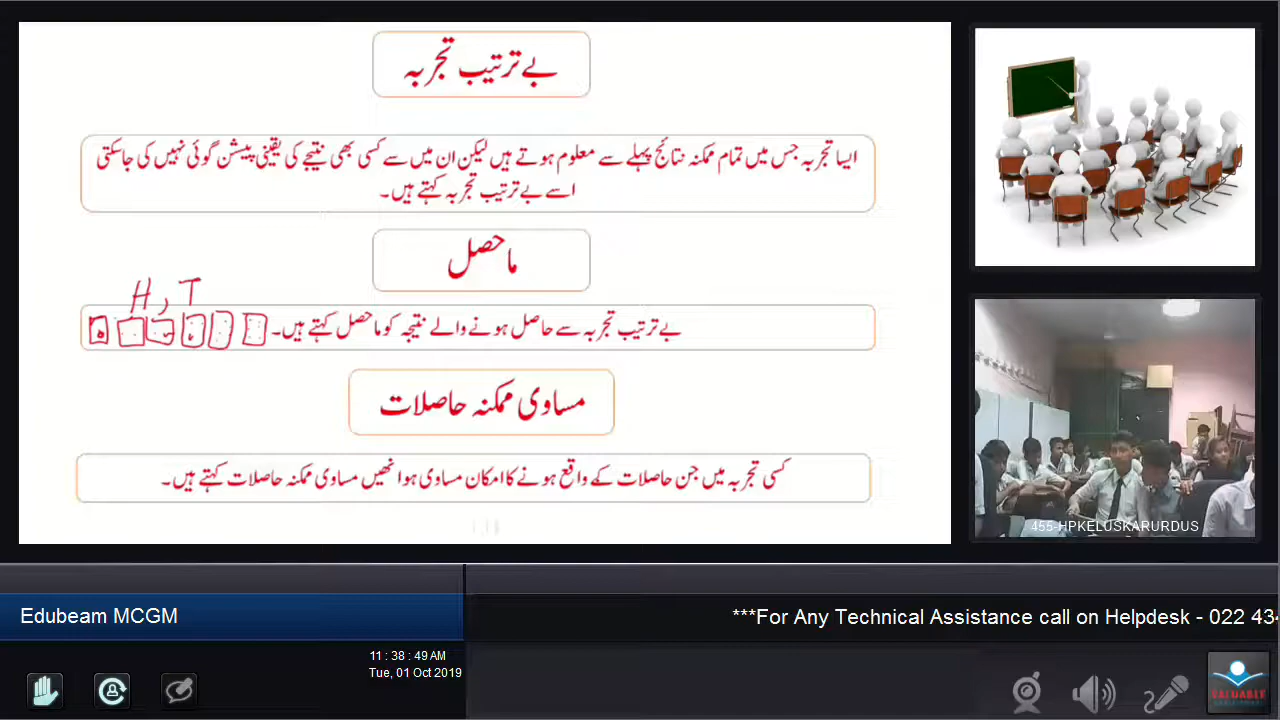 بے ترتیب تجربہ
ایسا تجربہ جس میں تمام ممکنہ نتائج پہلے سے معلوم ہوتے ہیں لیکن ان میں سے کسی بھی نتیجے کی یقینی پیشن گوئی نہیں کی جاسکتی
اسے بے ترتیب تجربہ کہتے ہیں۔
ماحصل
H , T
بے ترتیب تجربہ سے حاصل ہونے والے نتیجہ کو ماحصل کہتے ہیں۔
مساوی ممکنہ حاصلات
کسی تجربہ میں جن حاصلات کے واقع ہونے کا امکان مساوی ہو انھیں مساوی ممکنہ حاصلات کہتے ہیں۔
455-HPKELUSKARURDUS
Edubeam MCGM
***For Any Technical Assistance call on Helpdesk - 022 434
11 : 38 : 49 AM
Tue, 01 Oct 2019
VALUABLE